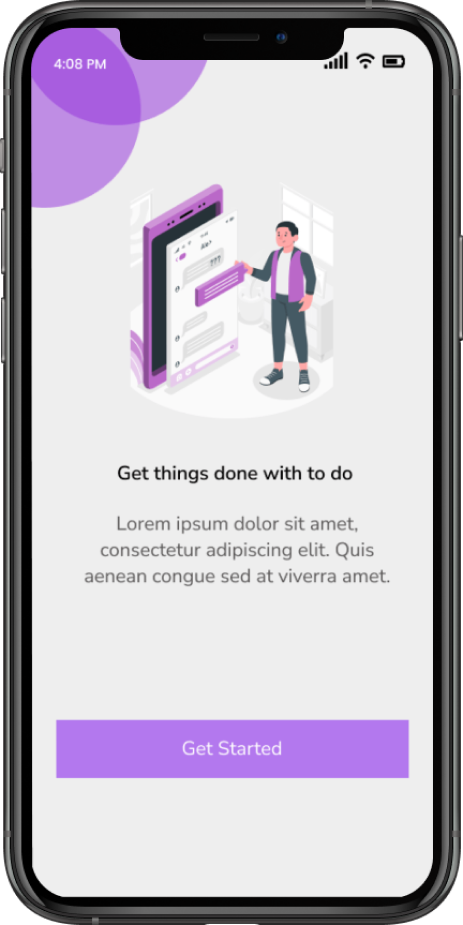 4:08 PM
???
Get things done with to do
Lorem ipsum dolor sit amet,
consectetur adipiscing elit. Quis
aenean congue sed at viverra amet.
Get Started